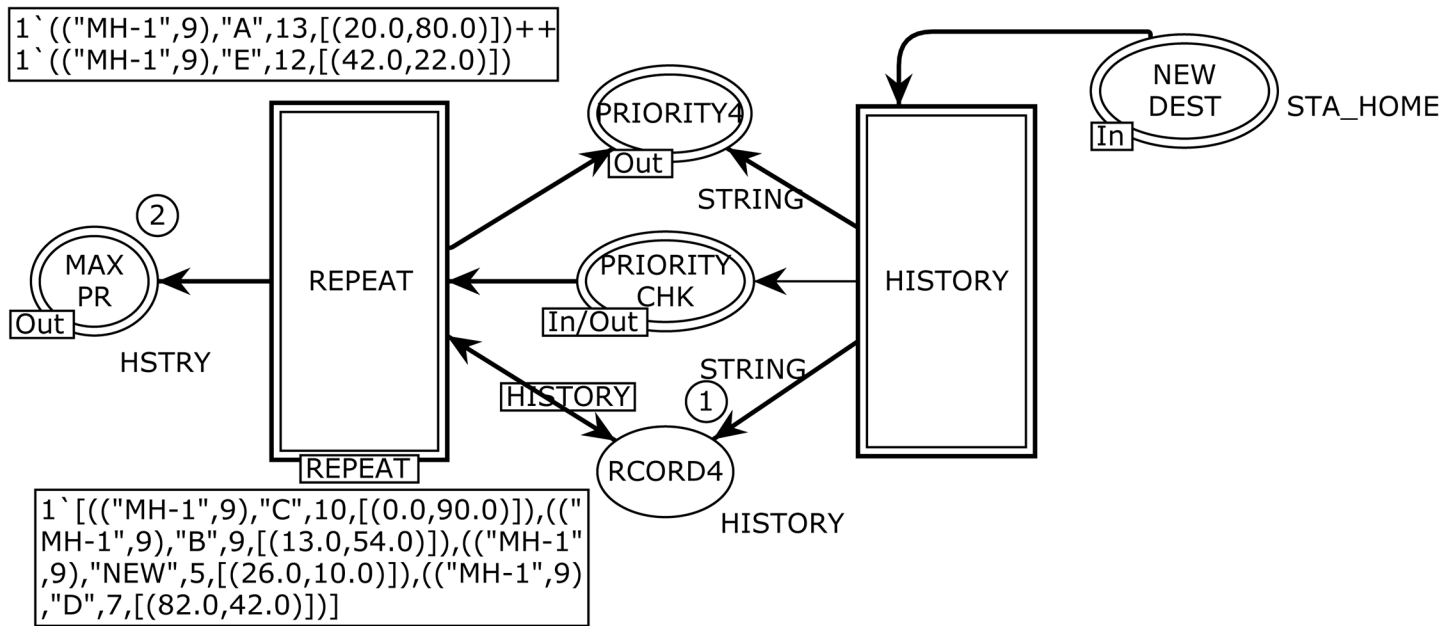 1`(("MH-1",9),"A",13,[(20.0,80.0)])++
1`(("MH-1",9),"E",12,[(42.0,22.0)])
NEW
DEST
STA_HOME
In
PRIORITY4
Out
STRING
2
MAX
PR
Out
HSTRY
REPEAT
PRIORITY
CHK
In/Out
HISTORY
STRING
HISTORY
1
REPEAT
RCORD4
HISTORY
1`[(("MH-1",9),"C",10,[(0.0,90.0)]),(("
MH-1",9),"B",9,[(13.0,54.0)]),(("MH-1"
,9),"NEW",5,[(26.0,10.0)]),(("MH-1",9)
,"D",7,[(82.0,42.0)])]